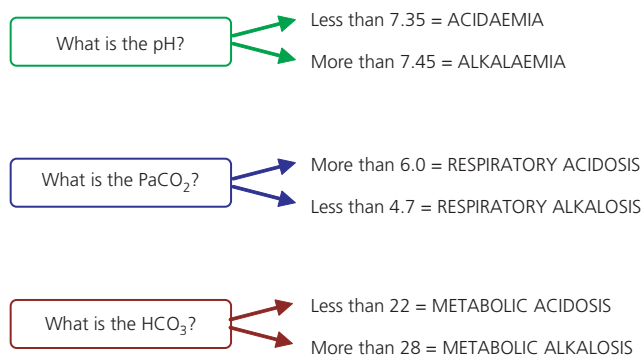 What is the pH?
Less than 7.35 = ACIDAEMIA
More than 7.45 = ALKALAEMIA
What is the PaCO₂?
More than 6.0 = RESPIRATORY ACIDOSIS
Less than 4.7 = RESPIRATORY ALKALOSIS
What is the HCO₃?
Less than 22 = METABOLIC ACIDOSIS
More than 28 = METABOLIC ALKALOSIS